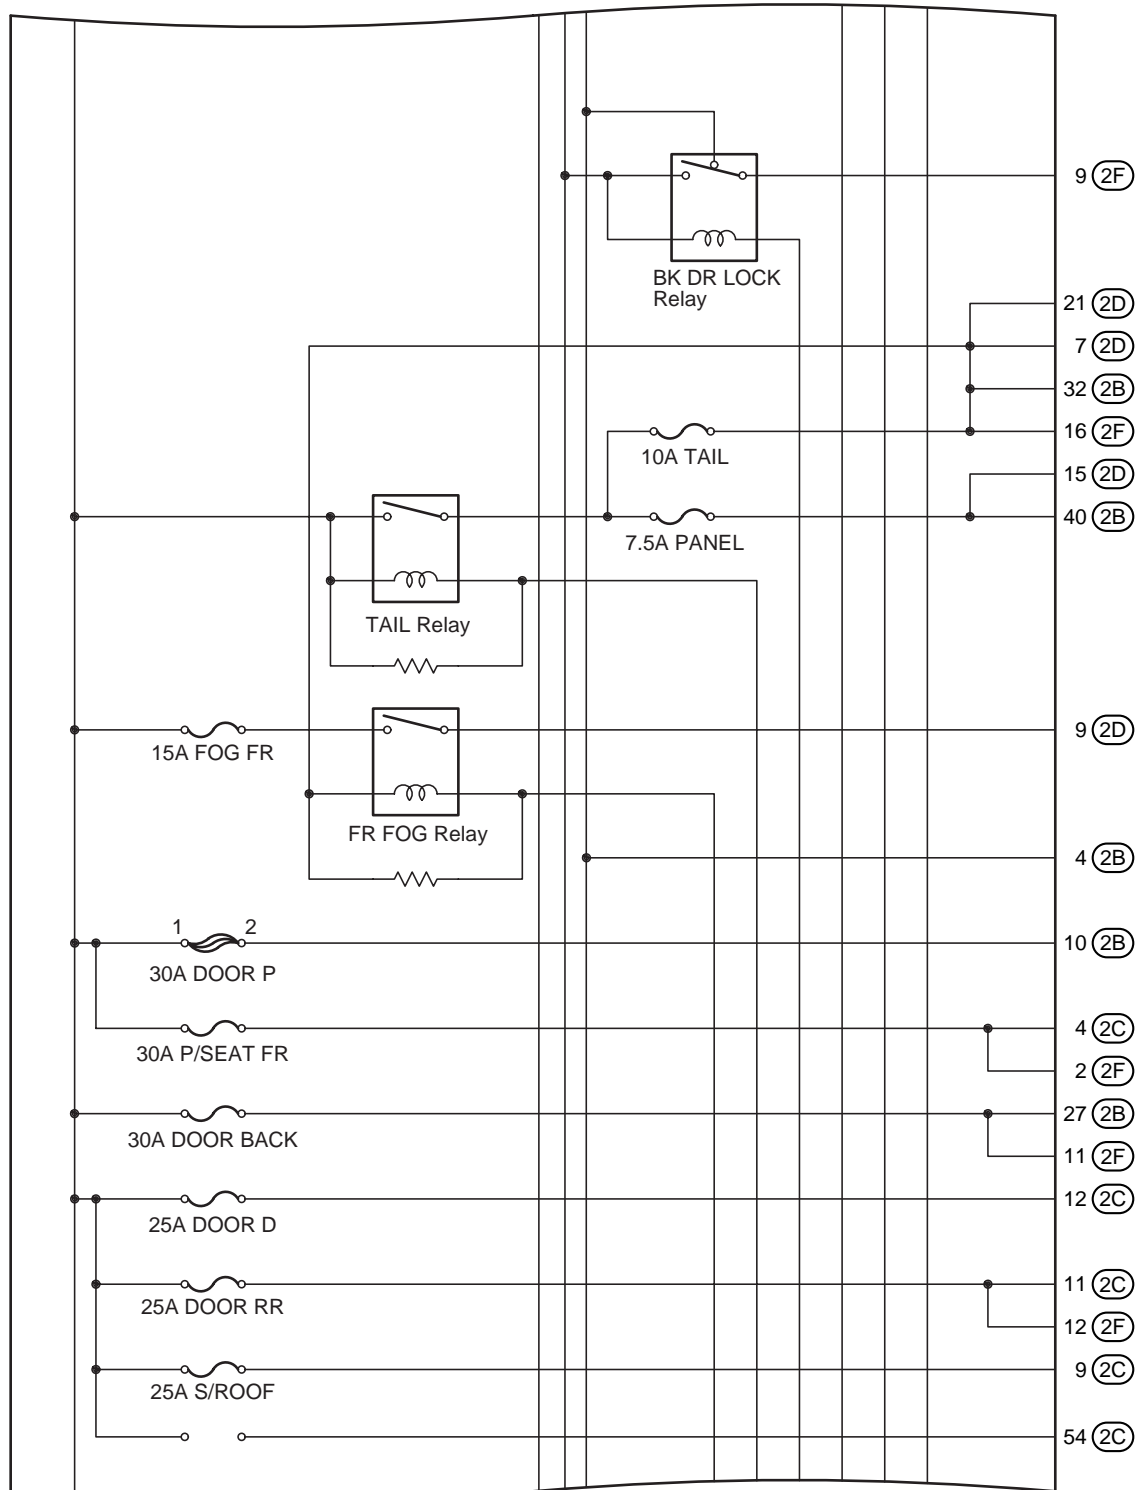 9 2F
BK DR LOCK
Relay
21 2D
7 2D
32 2B
16 2F
10A TAIL
15 2D
40 2B
7.5A PANEL
TAIL Relay
9 2D
15A FOG FR
FR FOG Relay
4 2B
1 2
10 2B
30A DOOR P
4 2C
30A P/SEAT FR
2 2F
27 2B
30A DOOR BACK
11 2F
12 2C
25A DOOR D
11 2C
25A DOOR RR
12 2F
9 2C
25A S/ROOF
54 2C